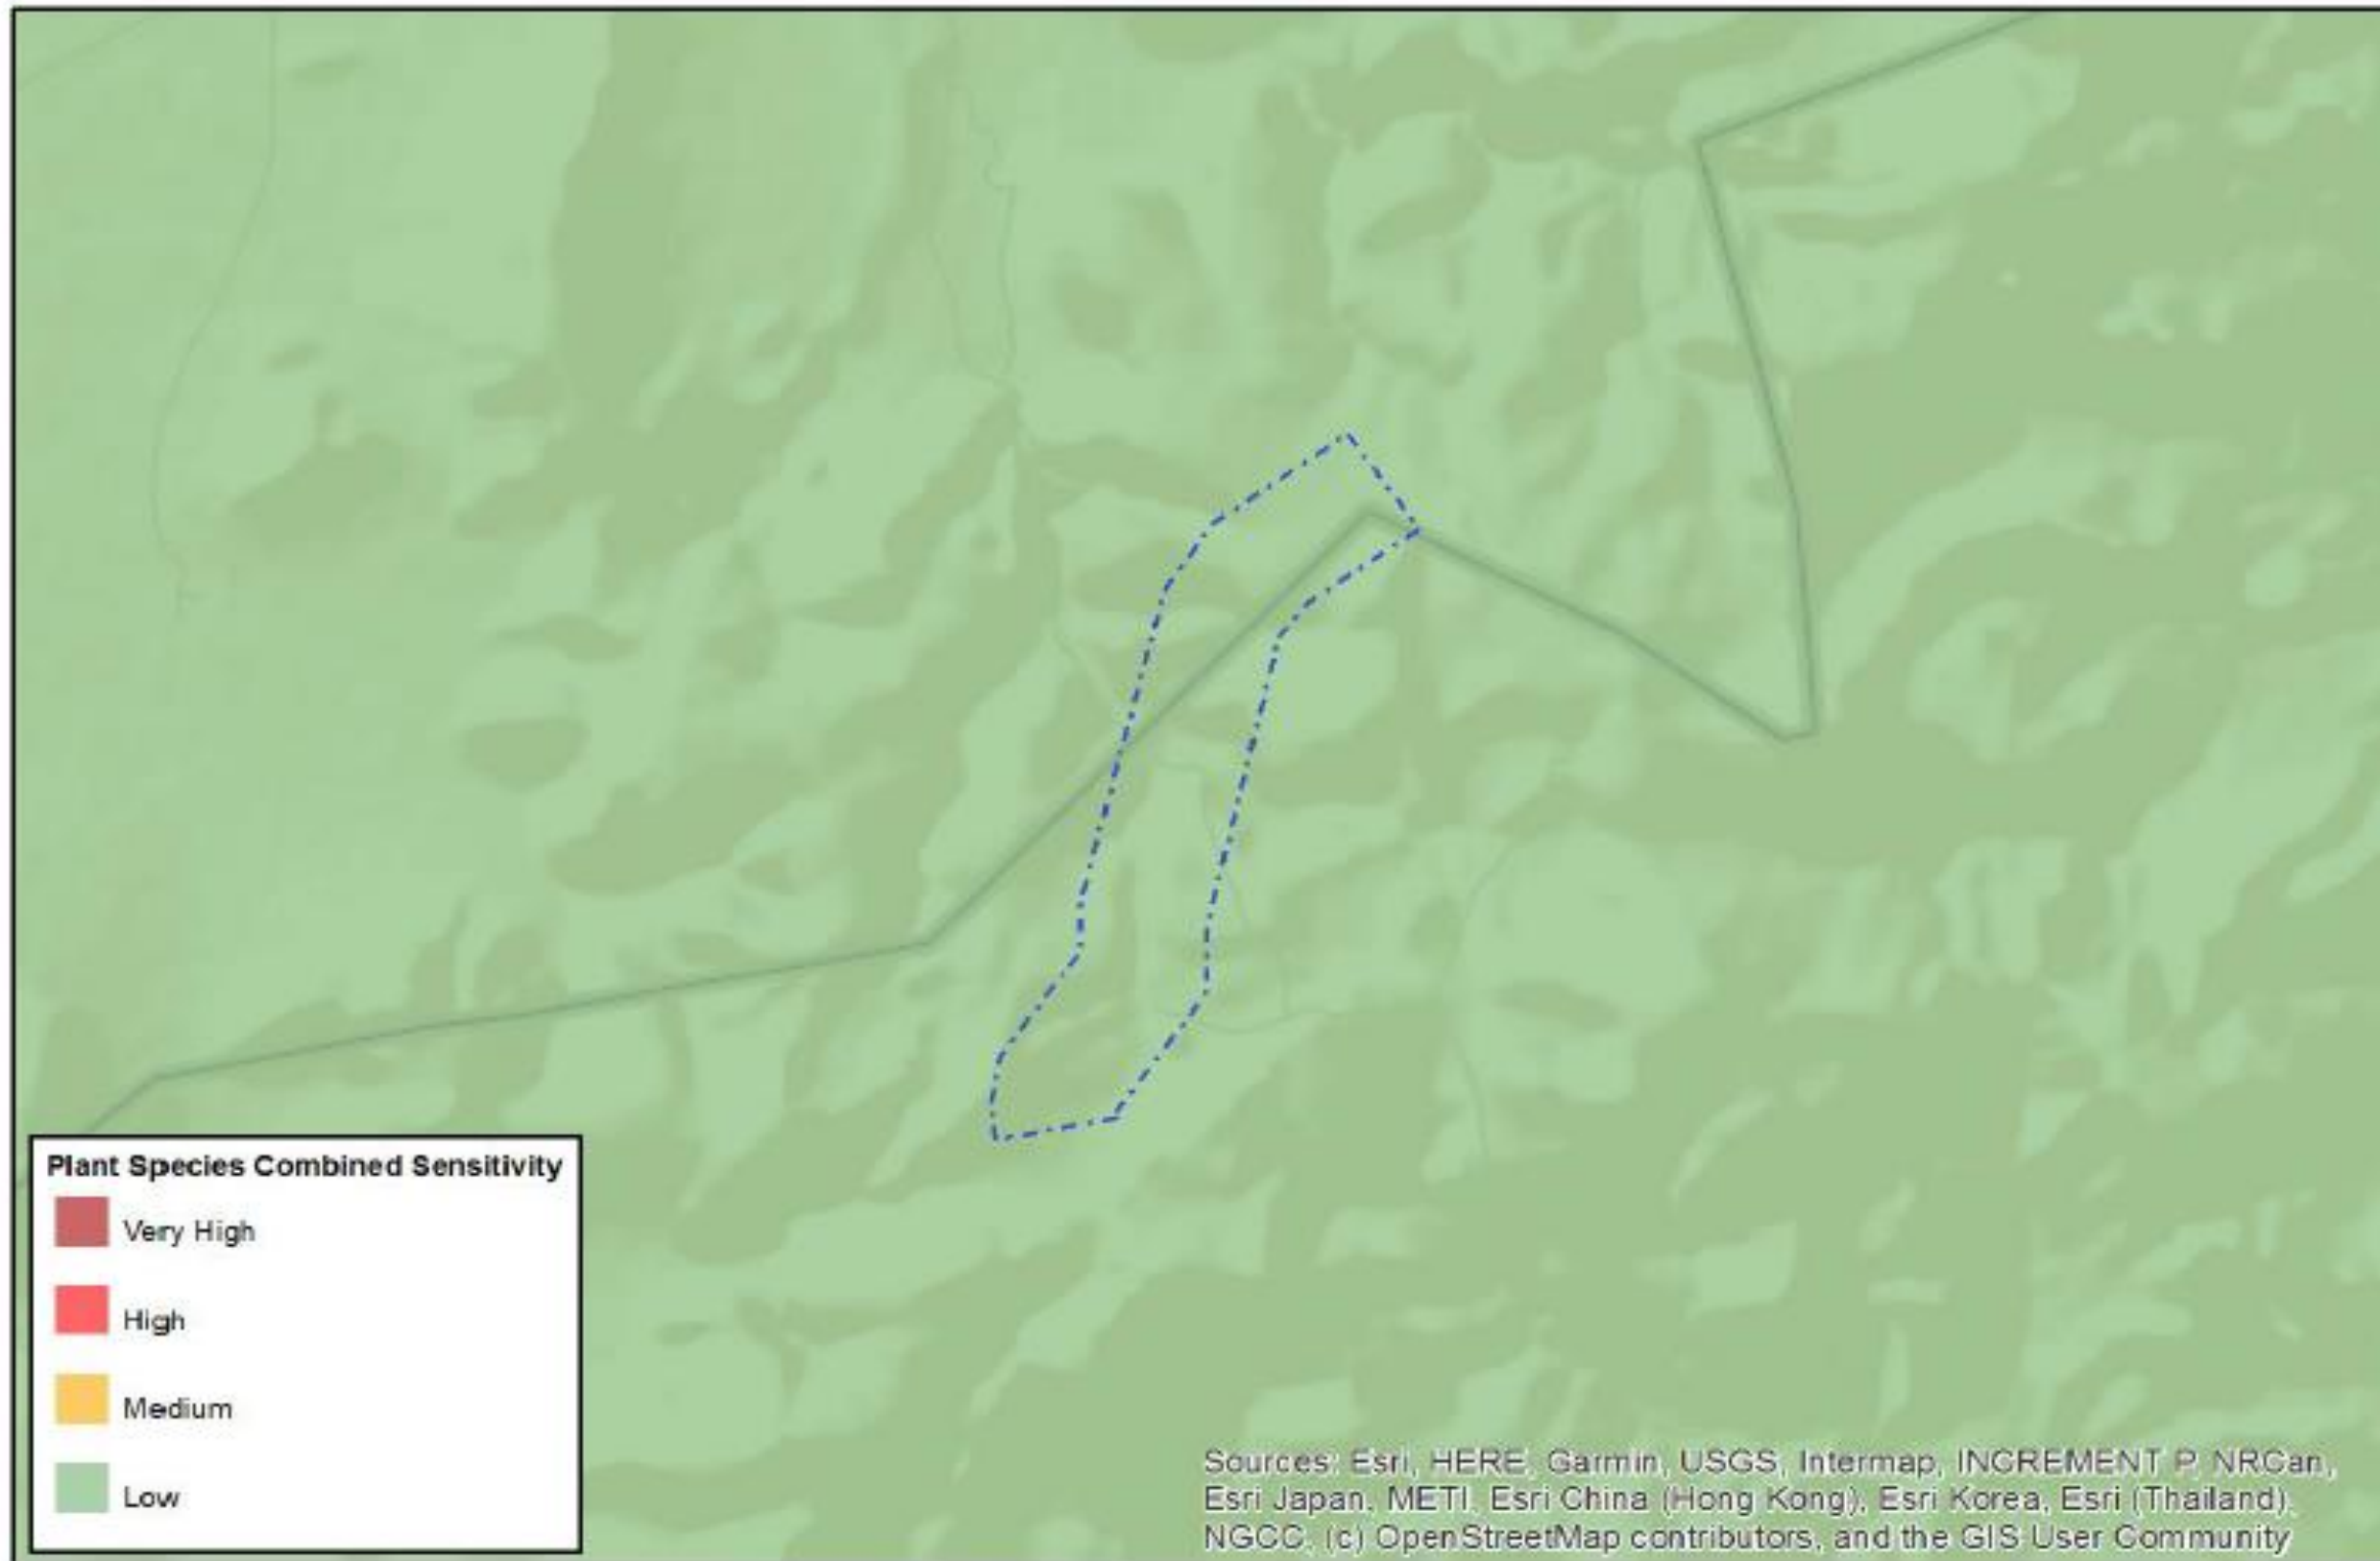 Plant Species Combined Sensitivity
Very High
High
Medium
Low
Sources: Esri, HERE, Garmin, USGS, Intermap, INCREMENT P, NRCan,
Esri Japan, METI, Esri China (Hong Kong), Esri Korea, Esri (Thailand),
NGCC, (c) OpenStreetMap contributors, and the GIS User Community